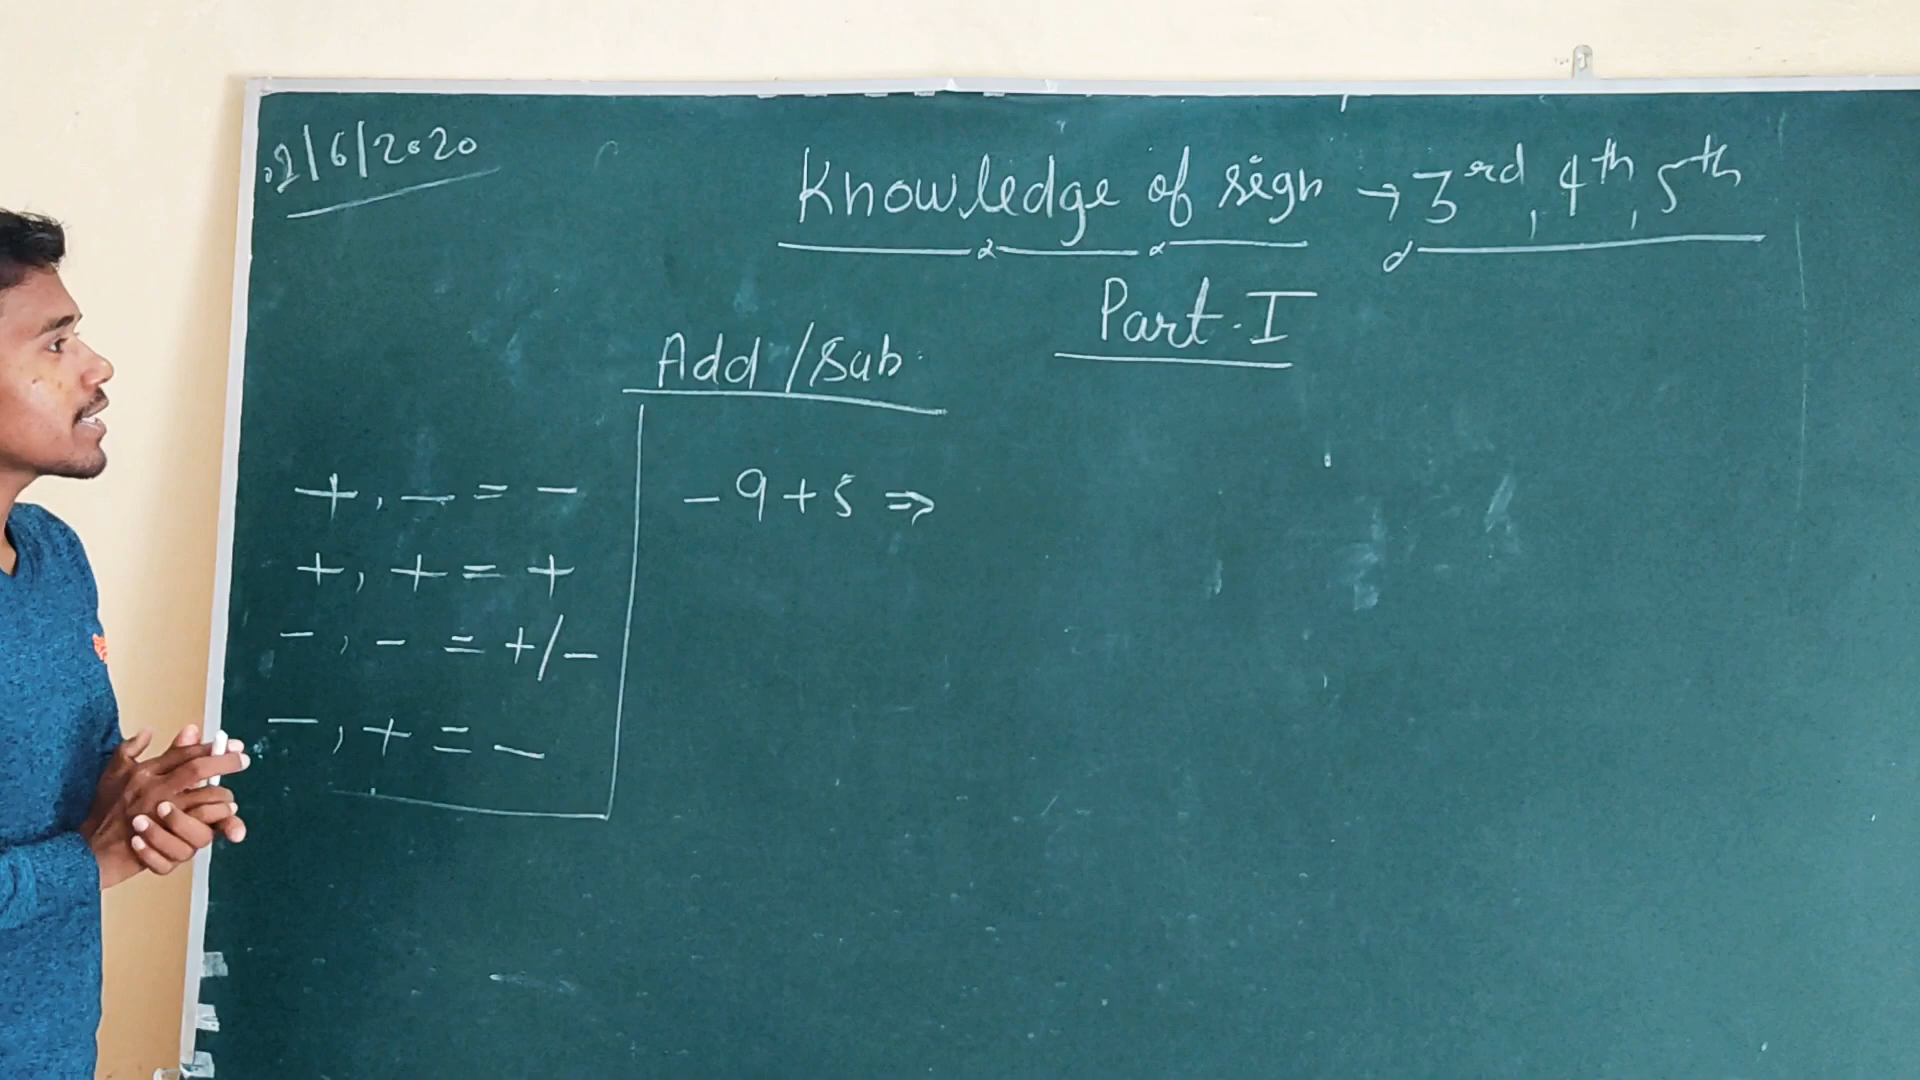 2/6/2020
Knowledge of sign → 3rd, 4th, 5th
Part-I
Add/Sub
+, - = -
+, + = +
-, - = +/-
-, + = -
- 9 + 5 ⇒